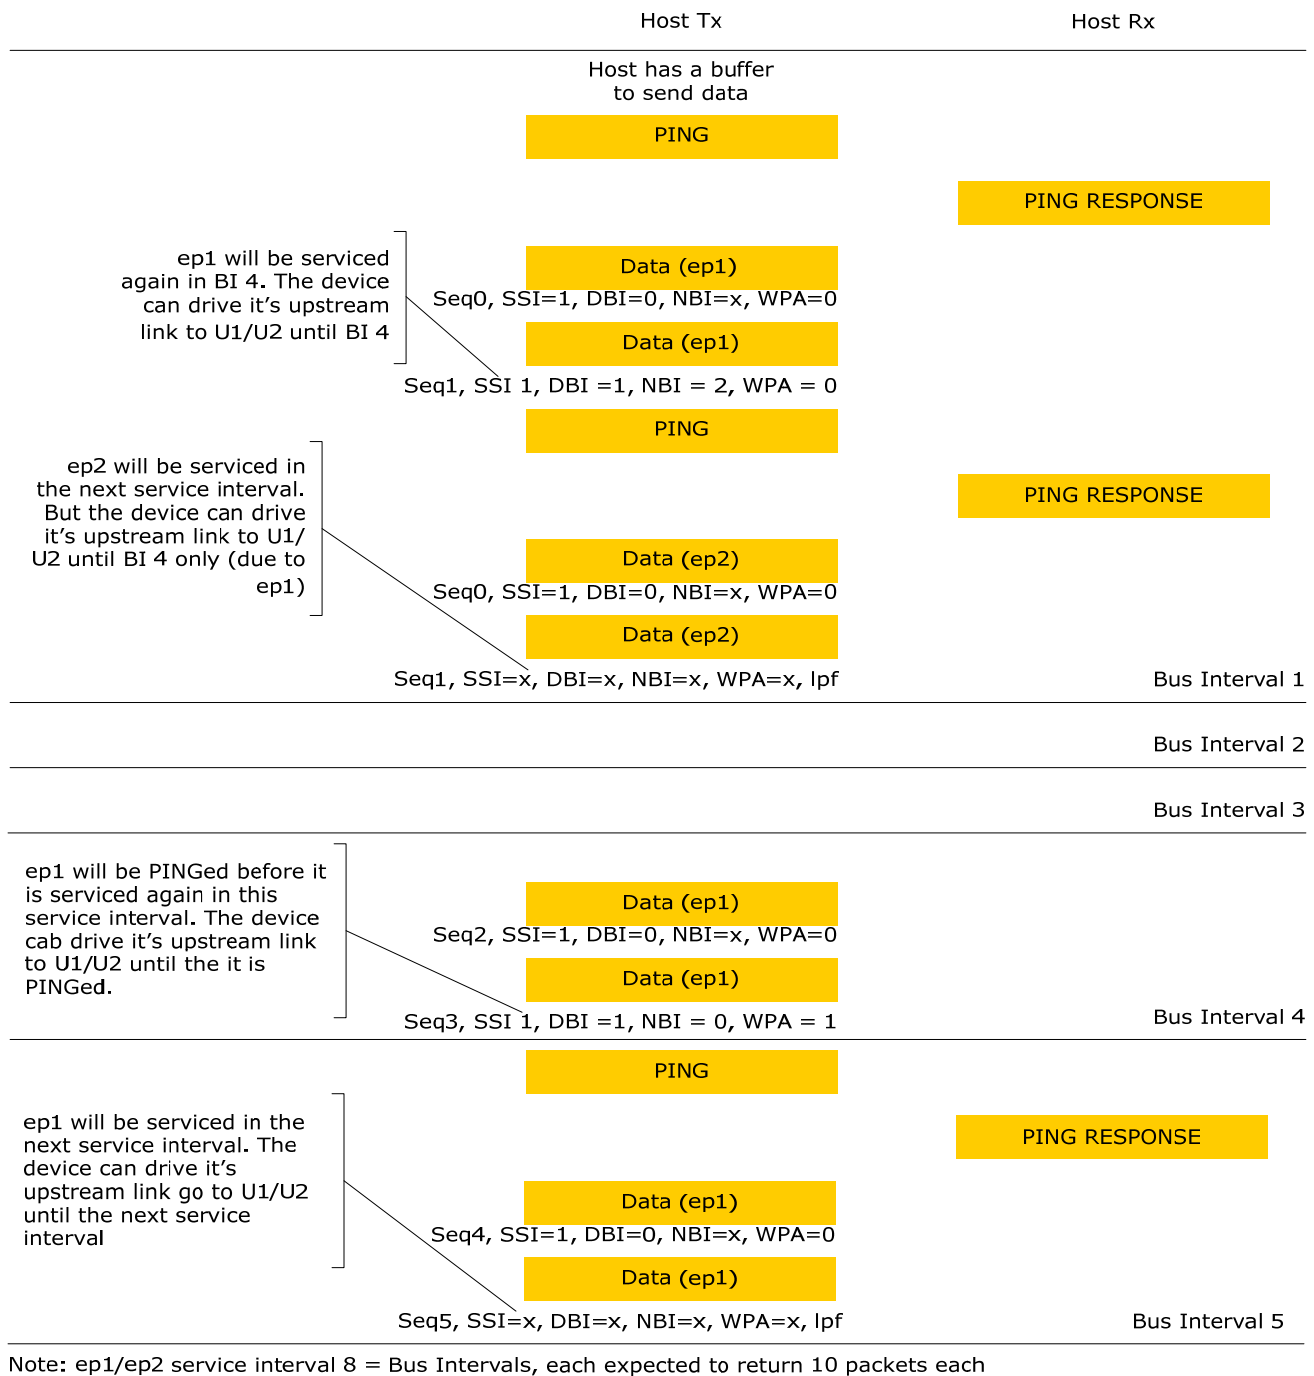 Host Tx
Host Rx
Host has a buffer
to send data
PING
PING RESPONSE
ep1 will be serviced
again in BI 4. The device
can drive it's upstream
link to U1/U2 until BI 4
Data (ep1)
Seq0, SSI=1, DBI=0, NBI=x, WPA=0
Data (ep1)
Seq1, SSI 1, DBI =1, NBI = 2, WPA = 0
PING
ep2 will be serviced in
the next service interval.
But the device can drive
it's upstream link to U1/
U2 until BI 4 only (due to
ep1)
PING RESPONSE
Data (ep2)
Seq0, SSI=1, DBI=0, NBI=x, WPA=0
Data (ep2)
Seq1, SSI=x, DBI=x, NBI=x, WPA=x, lpf
Bus Interval 1
Bus Interval 2
Bus Interval 3
ep1 will be PINGed before it
is serviced again in this
service interval. The device
cab drive it's upstream link
to U1/U2 until the it is
PINGed.
Data (ep1)
Seq2, SSI=1, DBI=0, NBI=x, WPA=0
Data (ep1)
Seq3, SSI 1, DBI =1, NBI = 0, WPA = 1
Bus Interval 4
PING
ep1 will be serviced in the
next service interval. The
device can drive it's
upstream link go to U1/U2
until the next service
interval
PING RESPONSE
Data (ep1)
Seq4, SSI=1, DBI=0, NBI=x, WPA=0
Data (ep1)
Seq5, SSI=x, DBI=x, NBI=x, WPA=x, lpf
Bus Interval 5
Note: ep1/ep2 service interval 8 = Bus Intervals, each expected to return 10 packets each